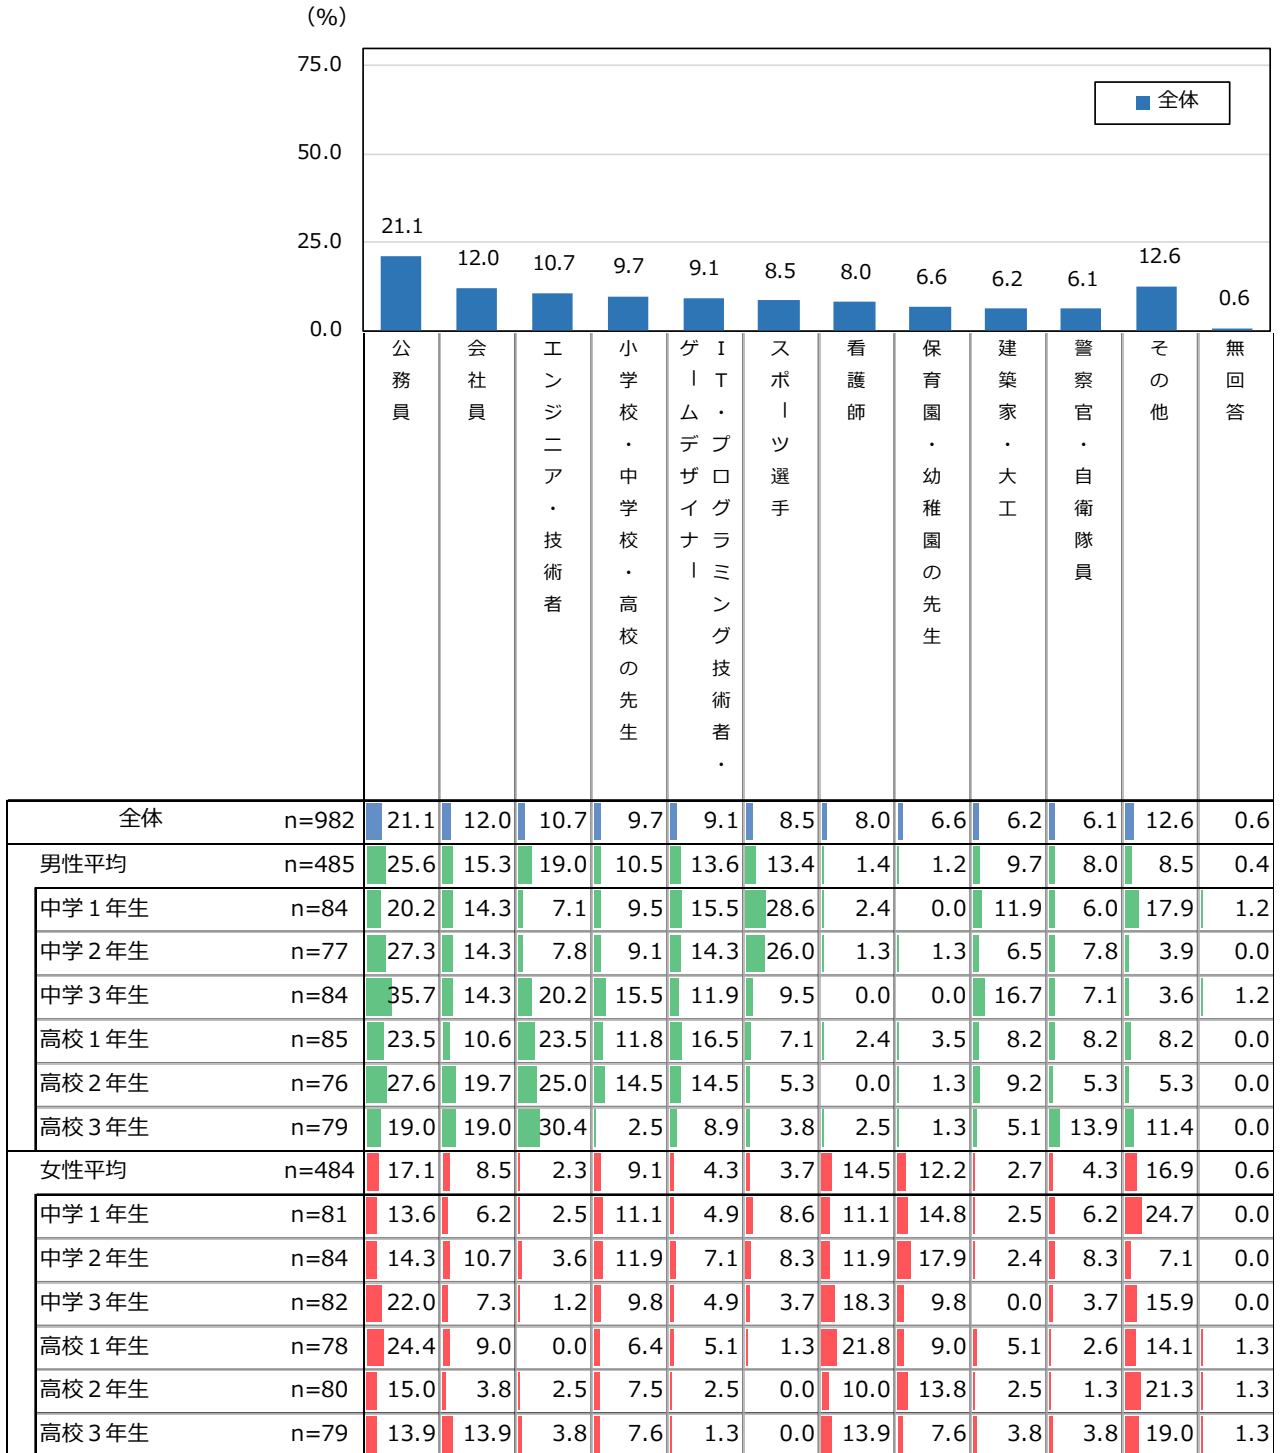 （%）
75.0
50.0
25.0
0.0
全体
21.1
12.0
10.7
9.7
9.1
8.5
8.0
6.6
6.2
6.1
12.6
0.6
公務員
会社員
エンジニア・技術者
小学校・中学校・高校の先生
ＩＴ・プログラミング技術者・
ゲームデザイナー
スポーツ選手
看護師
保育園・幼稚園の先生
建築家・大工
警察官・自衛隊員
その他
無回答
全体 n=982 21.1 12.0 10.7 9.7 9.1 8.5 8.0 6.6 6.2 6.1 12.6 0.6
男性平均 n=485 25.6 15.3 19.0 10.5 13.6 13.4 1.4 1.2 9.7 8.0 8.5 0.4
中学１年生 n=84 20.2 14.3 7.1 9.5 15.5 28.6 2.4 0.0 11.9 6.0 17.9 1.2
中学２年生 n=77 27.3 14.3 7.8 9.1 14.3 26.0 1.3 1.3 6.5 7.8 3.9 0.0
中学３年生 n=84 35.7 14.3 20.2 15.5 11.9 9.5 0.0 0.0 16.7 7.1 3.6 1.2
高校１年生 n=85 23.5 10.6 23.5 11.8 16.5 7.1 2.4 3.5 8.2 8.2 8.2 0.0
高校２年生 n=76 27.6 19.7 25.0 14.5 14.5 5.3 0.0 1.3 9.2 5.3 5.3 0.0
高校３年生 n=79 19.0 19.0 30.4 2.5 8.9 3.8 2.5 1.3 5.1 13.9 11.4 0.0
女性平均 n=484 17.1 8.5 2.3 9.1 4.3 3.7 14.5 12.2 2.7 4.3 16.9 0.6
中学１年生 n=81 13.6 6.2 2.5 11.1 4.9 8.6 11.1 14.8 2.5 6.2 24.7 0.0
中学２年生 n=84 14.3 10.7 3.6 11.9 7.1 8.3 11.9 17.9 2.4 8.3 7.1 0.0
中学３年生 n=82 22.0 7.3 1.2 9.8 4.9 3.7 18.3 9.8 0.0 3.7 15.9 0.0
高校１年生 n=78 24.4 9.0 0.0 6.4 5.1 1.3 21.8 9.0 5.1 2.6 14.1 1.3
高校２年生 n=80 15.0 3.8 2.5 7.5 2.5 0.0 10.0 13.8 2.5 1.3 21.3 1.3
高校３年生 n=79 13.9 13.9 3.8 7.6 1.3 0.0 13.9 7.6 3.8 3.8 19.0 1.3